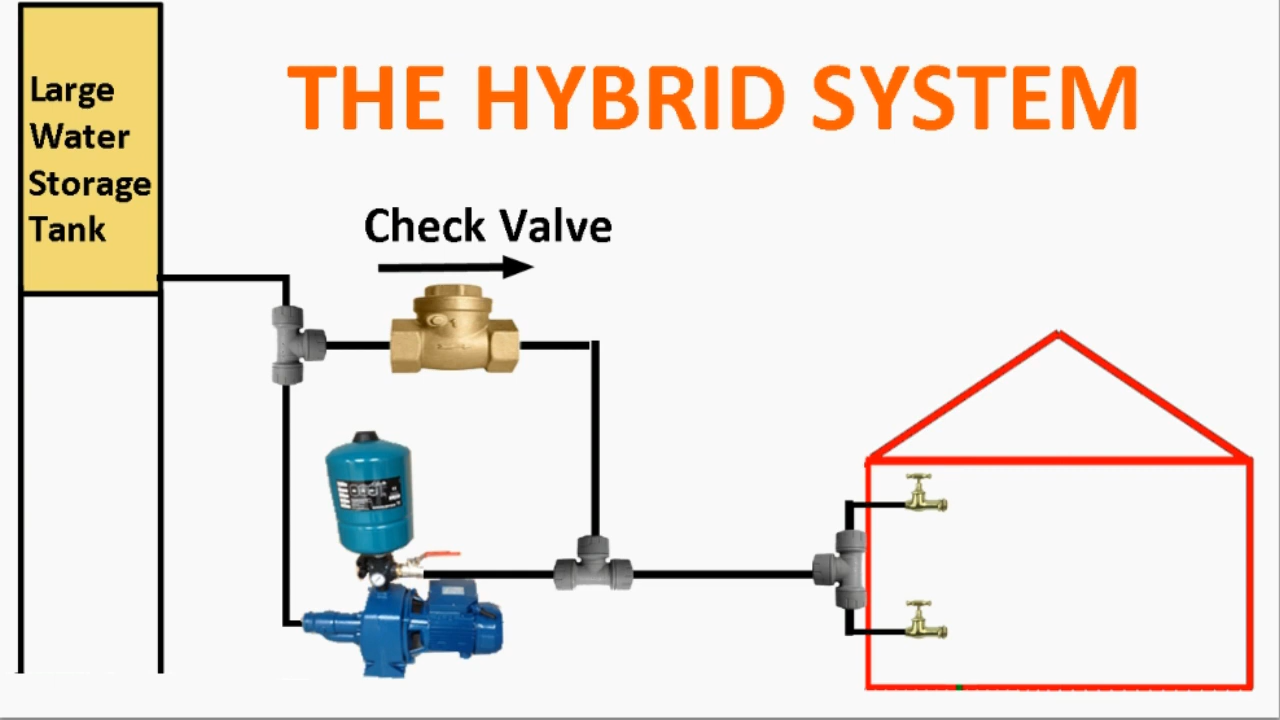 THE HYBRID SYSTEM
Large
Water
Storage
Tank
Check Valve